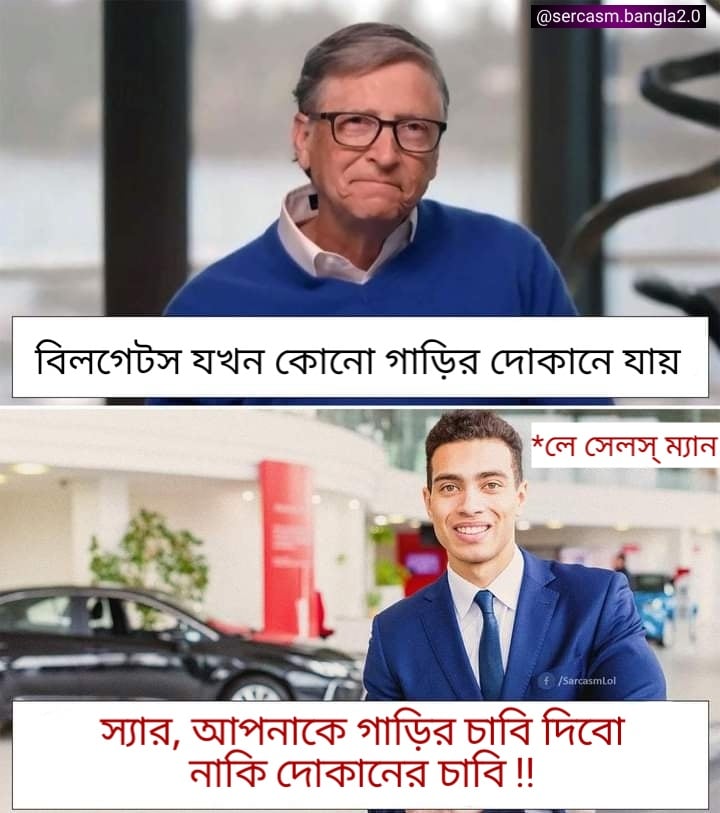 @sercasm.bangla2.0
বিলগেটস যখন কোনো গাড়ির দোকানে যায়
*লে সেলস্ ম্যান
f /SarcasmLol
স্যার, আপনাকে গাড়ির চাবি দিবো
নাকি দোকানের চাবি !!